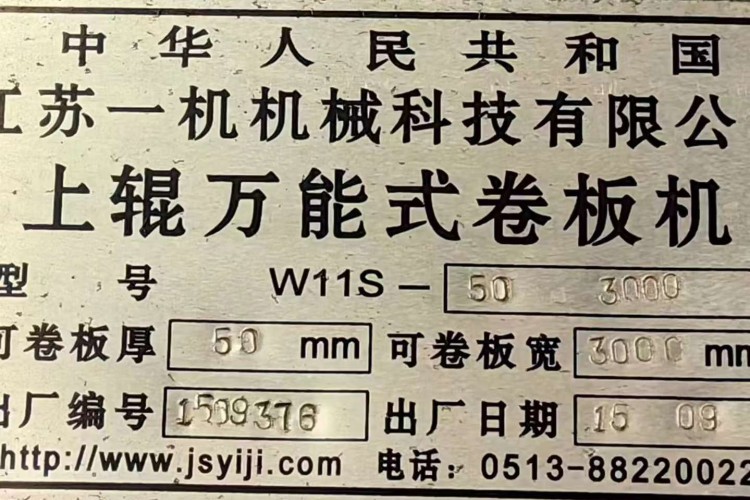 中华人民共和国
江苏一机机械科技有限公
上辊万能式卷板机
型号 W11S- 50 3000
可卷板厚 50 mm 可卷板宽 3000 mm
出厂编号 1509376 出厂日期 15 09
http://www.jsyiji.com 电话：0513-88220022